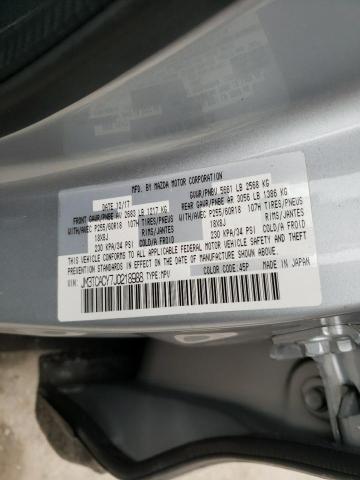 MFD. BY MAZDA MOTOR CORPORATION
DATE 10/17 GVWR/PNBV 5661 LB 2568 KG
FRONT GAWR/PNBE AV 2683 LB 1217 KG REAR GAWR/PNBE AR 3056 LB 1386 KG
WITH/AVEC P255/60R18 107H TIRES/PNEUS WITH/AVEC P255/60R18 107H TIRES/PNEUS
18X8J RIMS/JANTES 18X8J RIMS/JANTES
230 KPA/34 PSI COLD/A FROID 230 KPA/34 PSI COLD/A FROID
THIS VEHICLE CONFORMS TO ALL APPLICABLE FEDERAL MOTOR VEHICLE SAFETY, BUMPER, AND THEFT
PREVENTION STANDARDS IN EFFECT ON THE DATE OF MANUFACTURE SHOWN ABOVE.
VIN: JM3TCACY7J0218988 TYPE:MPV COLOR CODE:45P MADE IN JAPAN